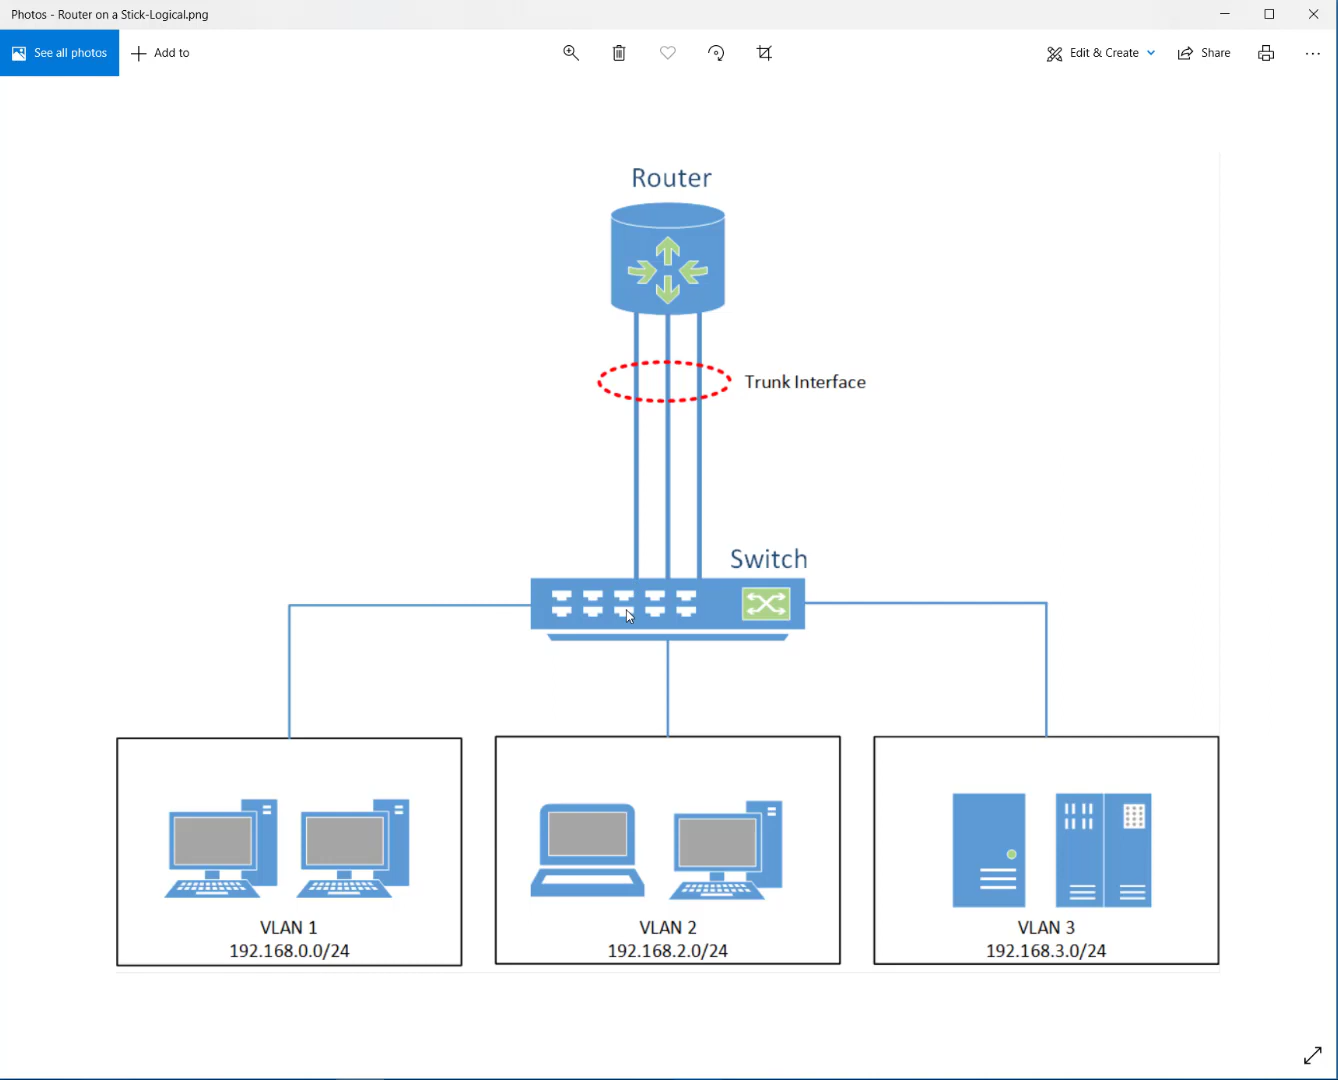 Photos - Router on a Stick-Logical.png
See all photos
Add to
Edit & Create
Share
Router
Trunk Interface
Switch
VLAN 1
192.168.0.0/24
VLAN 2
192.168.2.0/24
VLAN 3
192.168.3.0/24